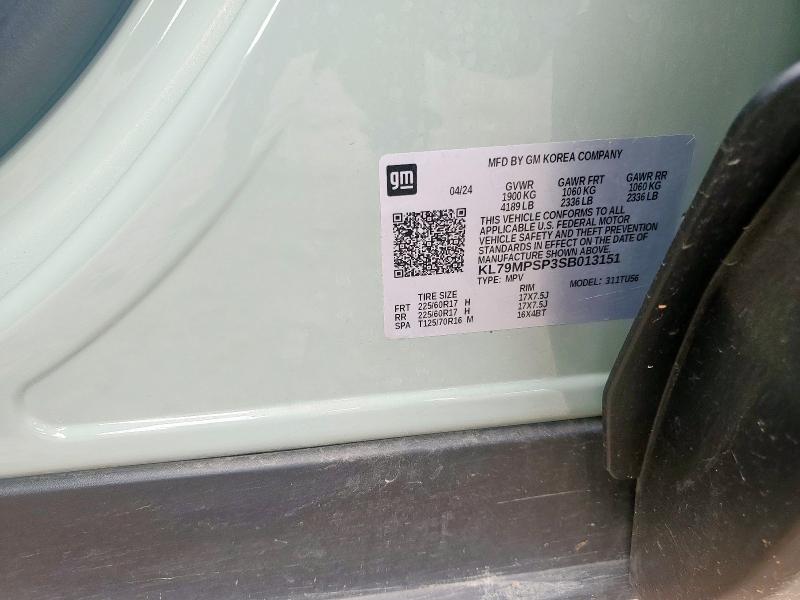 MFD BY GM KOREA COMPANY
gm
04/24 GVWR GAWR FRT GAWR RR
1900 KG 1060 KG 1060 KG
4189 LB 2336 LB 2336 LB
THIS VEHICLE CONFORMS TO ALL
APPLICABLE U.S. FEDERAL MOTOR
VEHICLE SAFETY AND THEFT PREVENTION
STANDARDS IN EFFECT ON THE DATE OF
MANUFACTURE SHOWN ABOVE.
KL79MPSP3SB013151
TYPE: MPV MODEL: 311TU56
TIRE SIZE RIM
FRT 225/60R17 H 17X7.5J
RR 225/60R17 H 17X7.5J
SPA T125/70R16 M 16X4BT